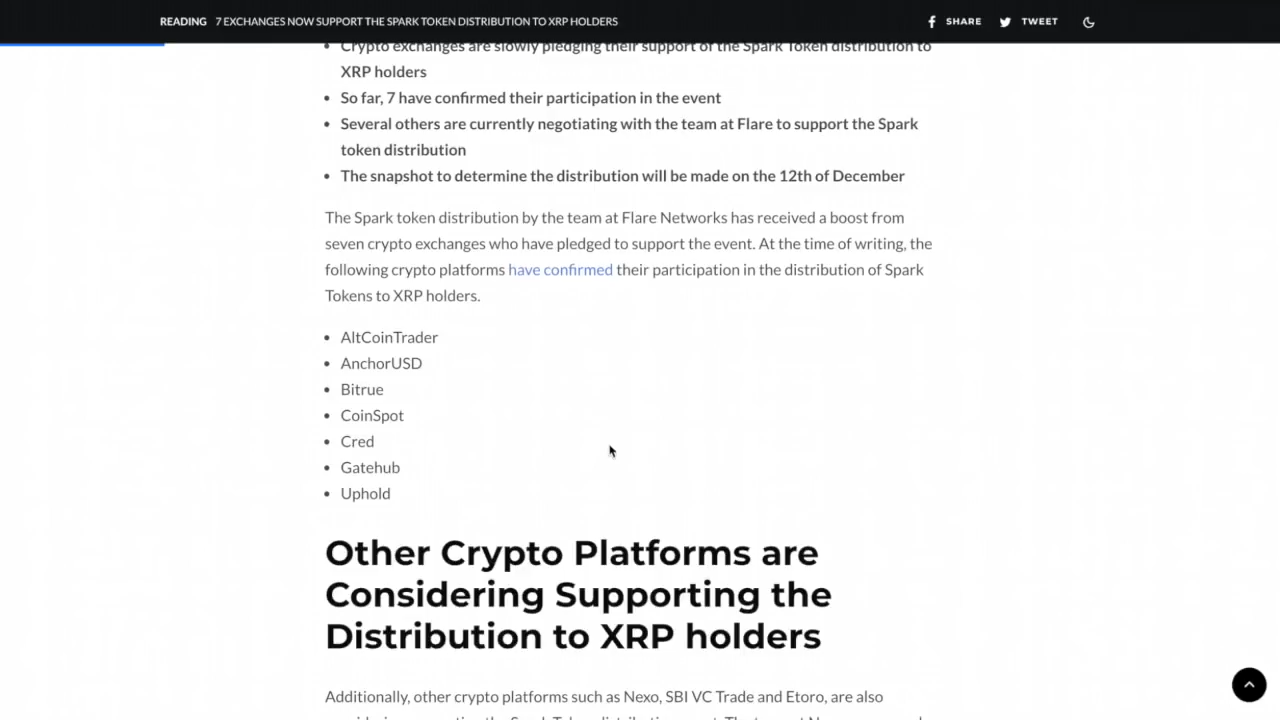 READING 7 EXCHANGES NOW SUPPORT THE SPARK TOKEN DISTRIBUTION TO XRP HOLDERS SHARE TWEET
Crypto exchanges are slowly pledging their support of the Spark Token distribution to
XRP holders
So far, 7 have confirmed their participation in the event
Several others are currently negotiating with the team at Flare to support the Spark
token distribution
The snapshot to determine the distribution will be made on the 12th of December
The Spark token distribution by the team at Flare Networks has received a boost from
seven crypto exchanges who have pledged to support the event. At the time of writing, the
following crypto platforms have confirmed their participation in the distribution of Spark
Tokens to XRP holders.
AltCoinTrader
AnchorUSD
Bitrue
CoinSpot
Cred
Gatehub
Uphold
Other Crypto Platforms are
Considering Supporting the
Distribution to XRP holders
Additionally, other crypto platforms such as Nexo, SBI VC Trade and Etoro, are also